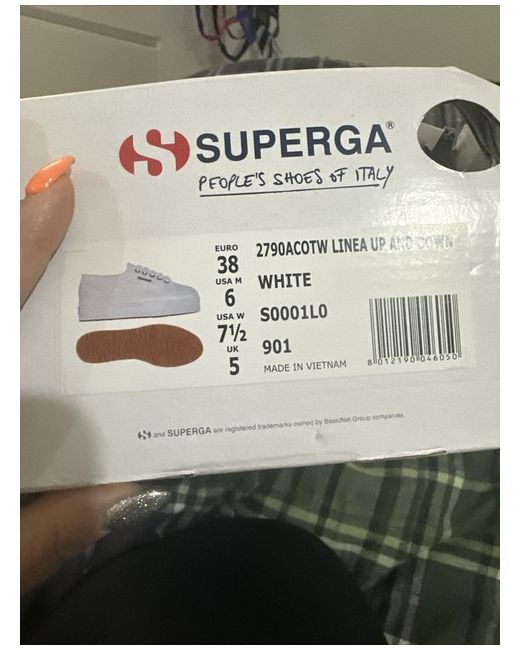 SUPERGA®
PEOPLE'S SHOES OF ITALY
EURO
38
USA M
6
USA W
7½
UK
5
2790ACOTW LINEA UP AND DOWN
WHITE
S0001L0
901
MADE IN VIETNAM
8 012190 046050
and SUPERGA are registered trademarks owned by BasicNet Group companies.